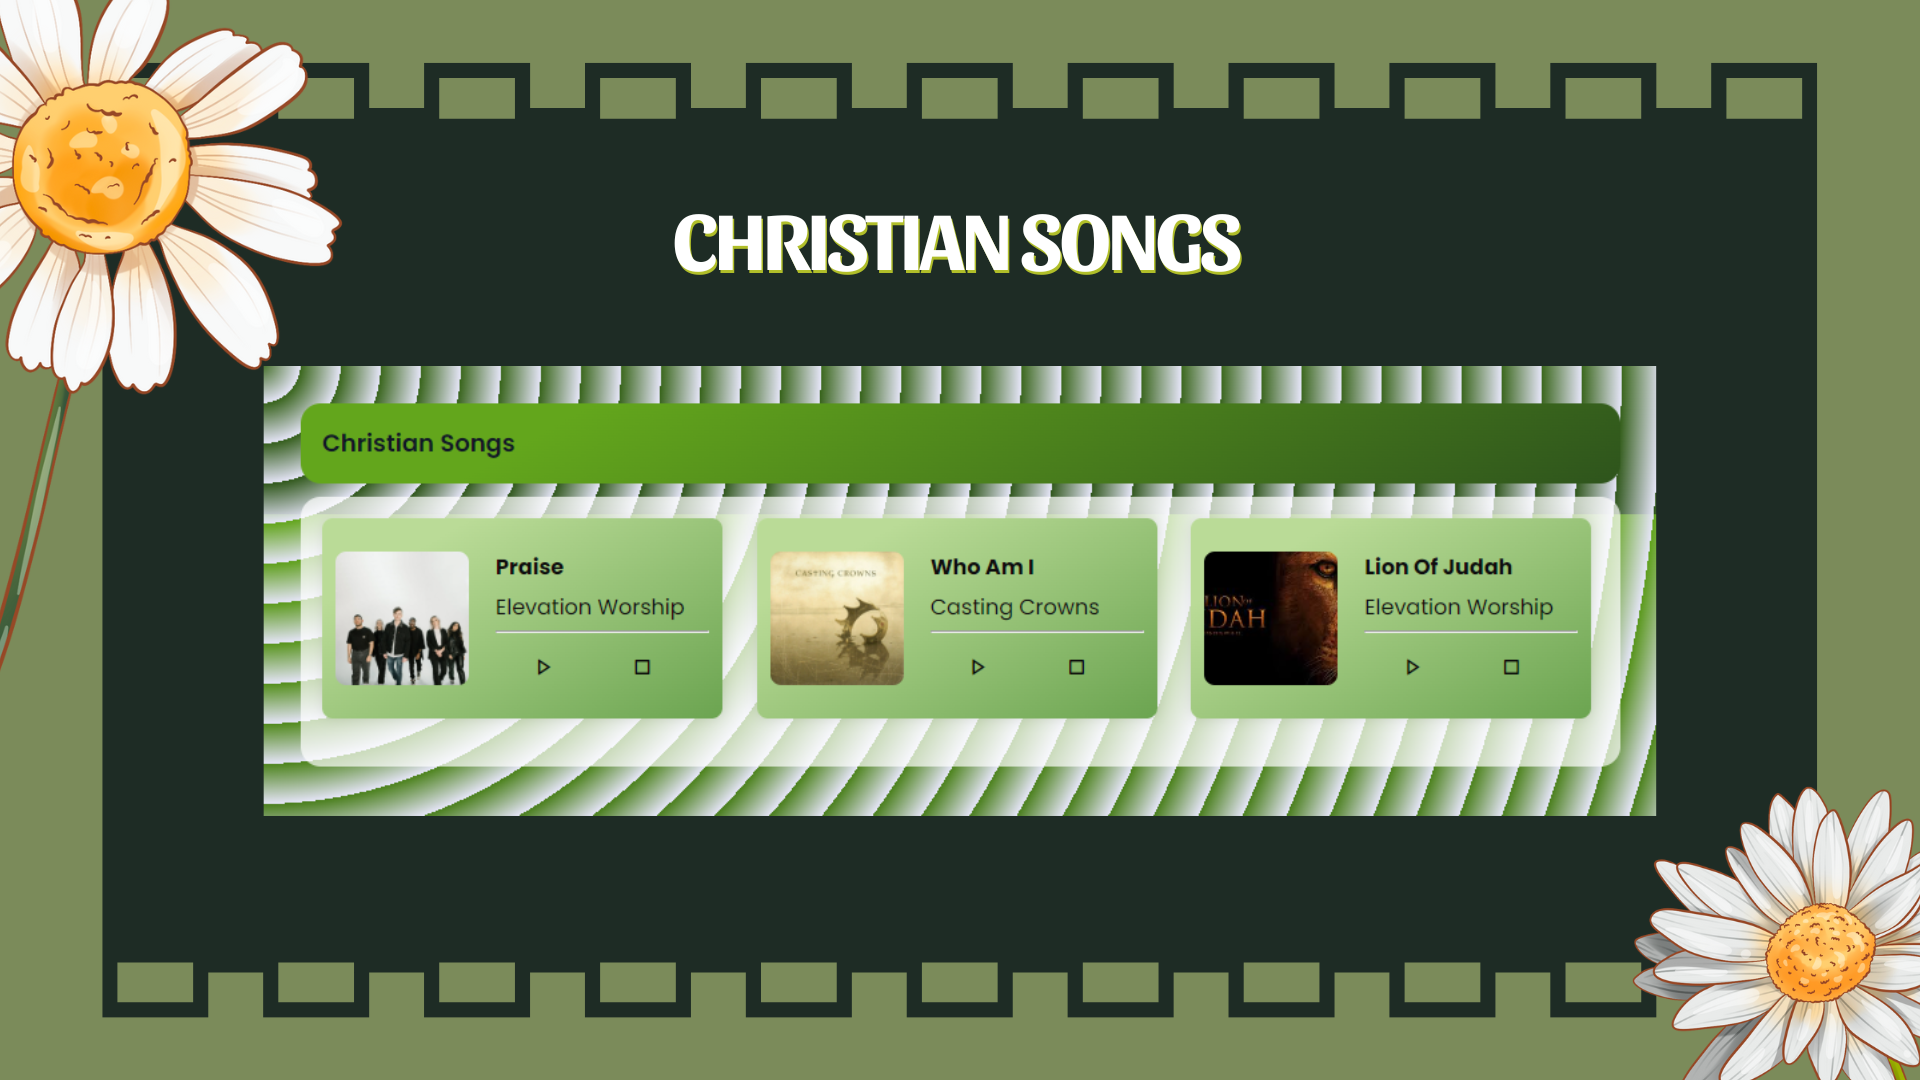 CHRISTIAN SONGS
Christian Songs
Praise
Elevation Worship
CASTING CROWNS
Who Am I
Casting Crowns
LION OF
DAH
Lion Of Judah
Elevation Worship